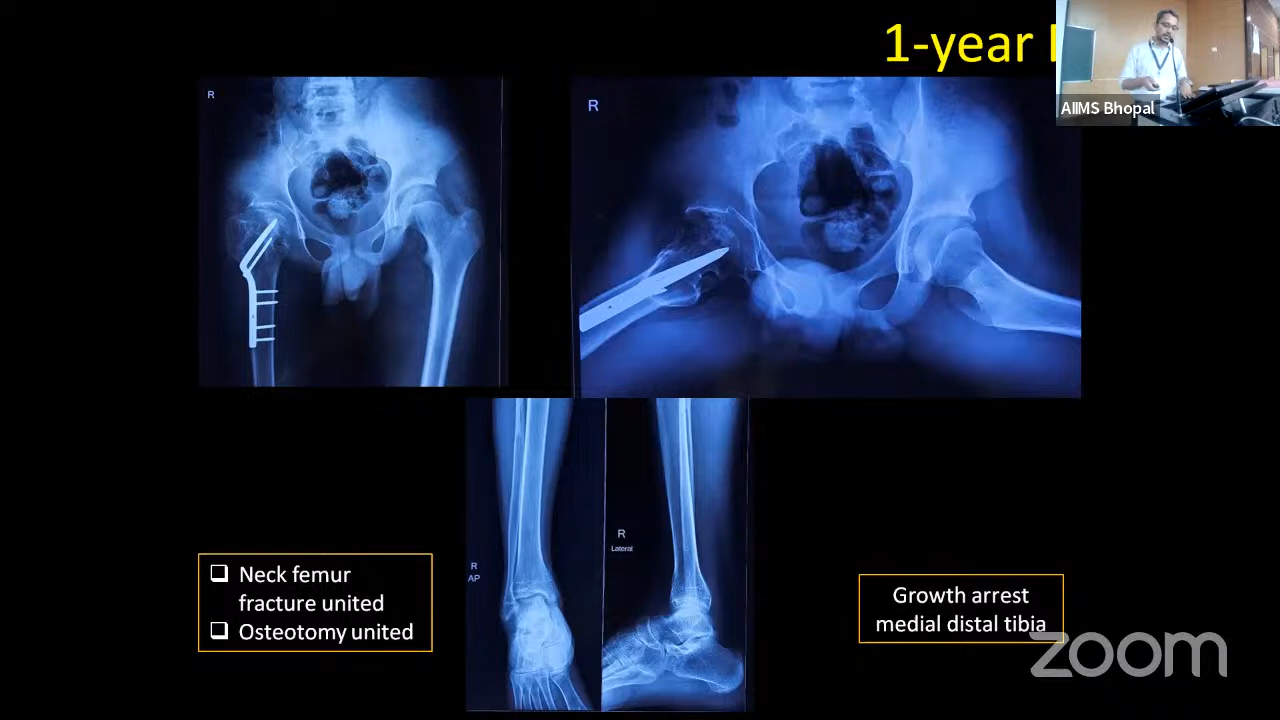 1-year
AIIMS Bhopal
R
R
R
AP
R
Lateral
Neck femur
fracture united
Osteotomy united
Growth arrest
medial distal tibia
zoom